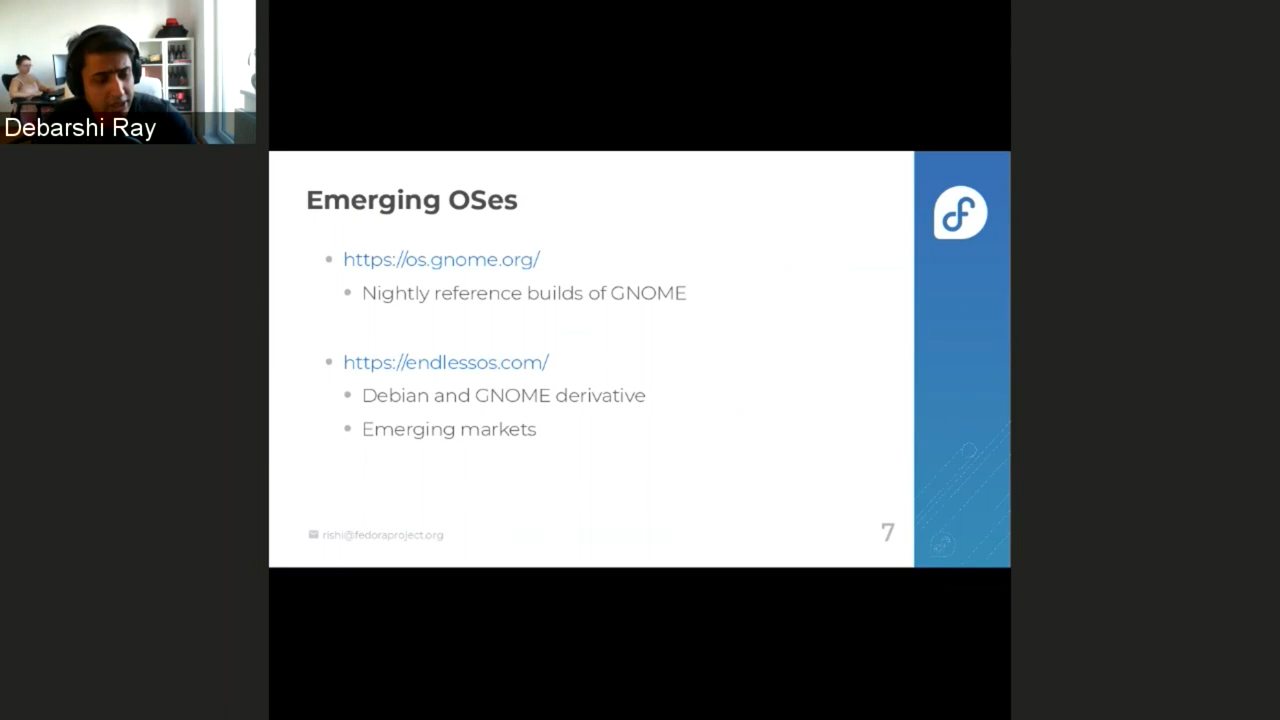 Debarshi Ray
Emerging OSes
https://os.gnome.org/
Nightly reference builds of GNOME
https://endlessos.com/
Debian and GNOME derivative
Emerging markets
rishi@fedoraproject.org
7